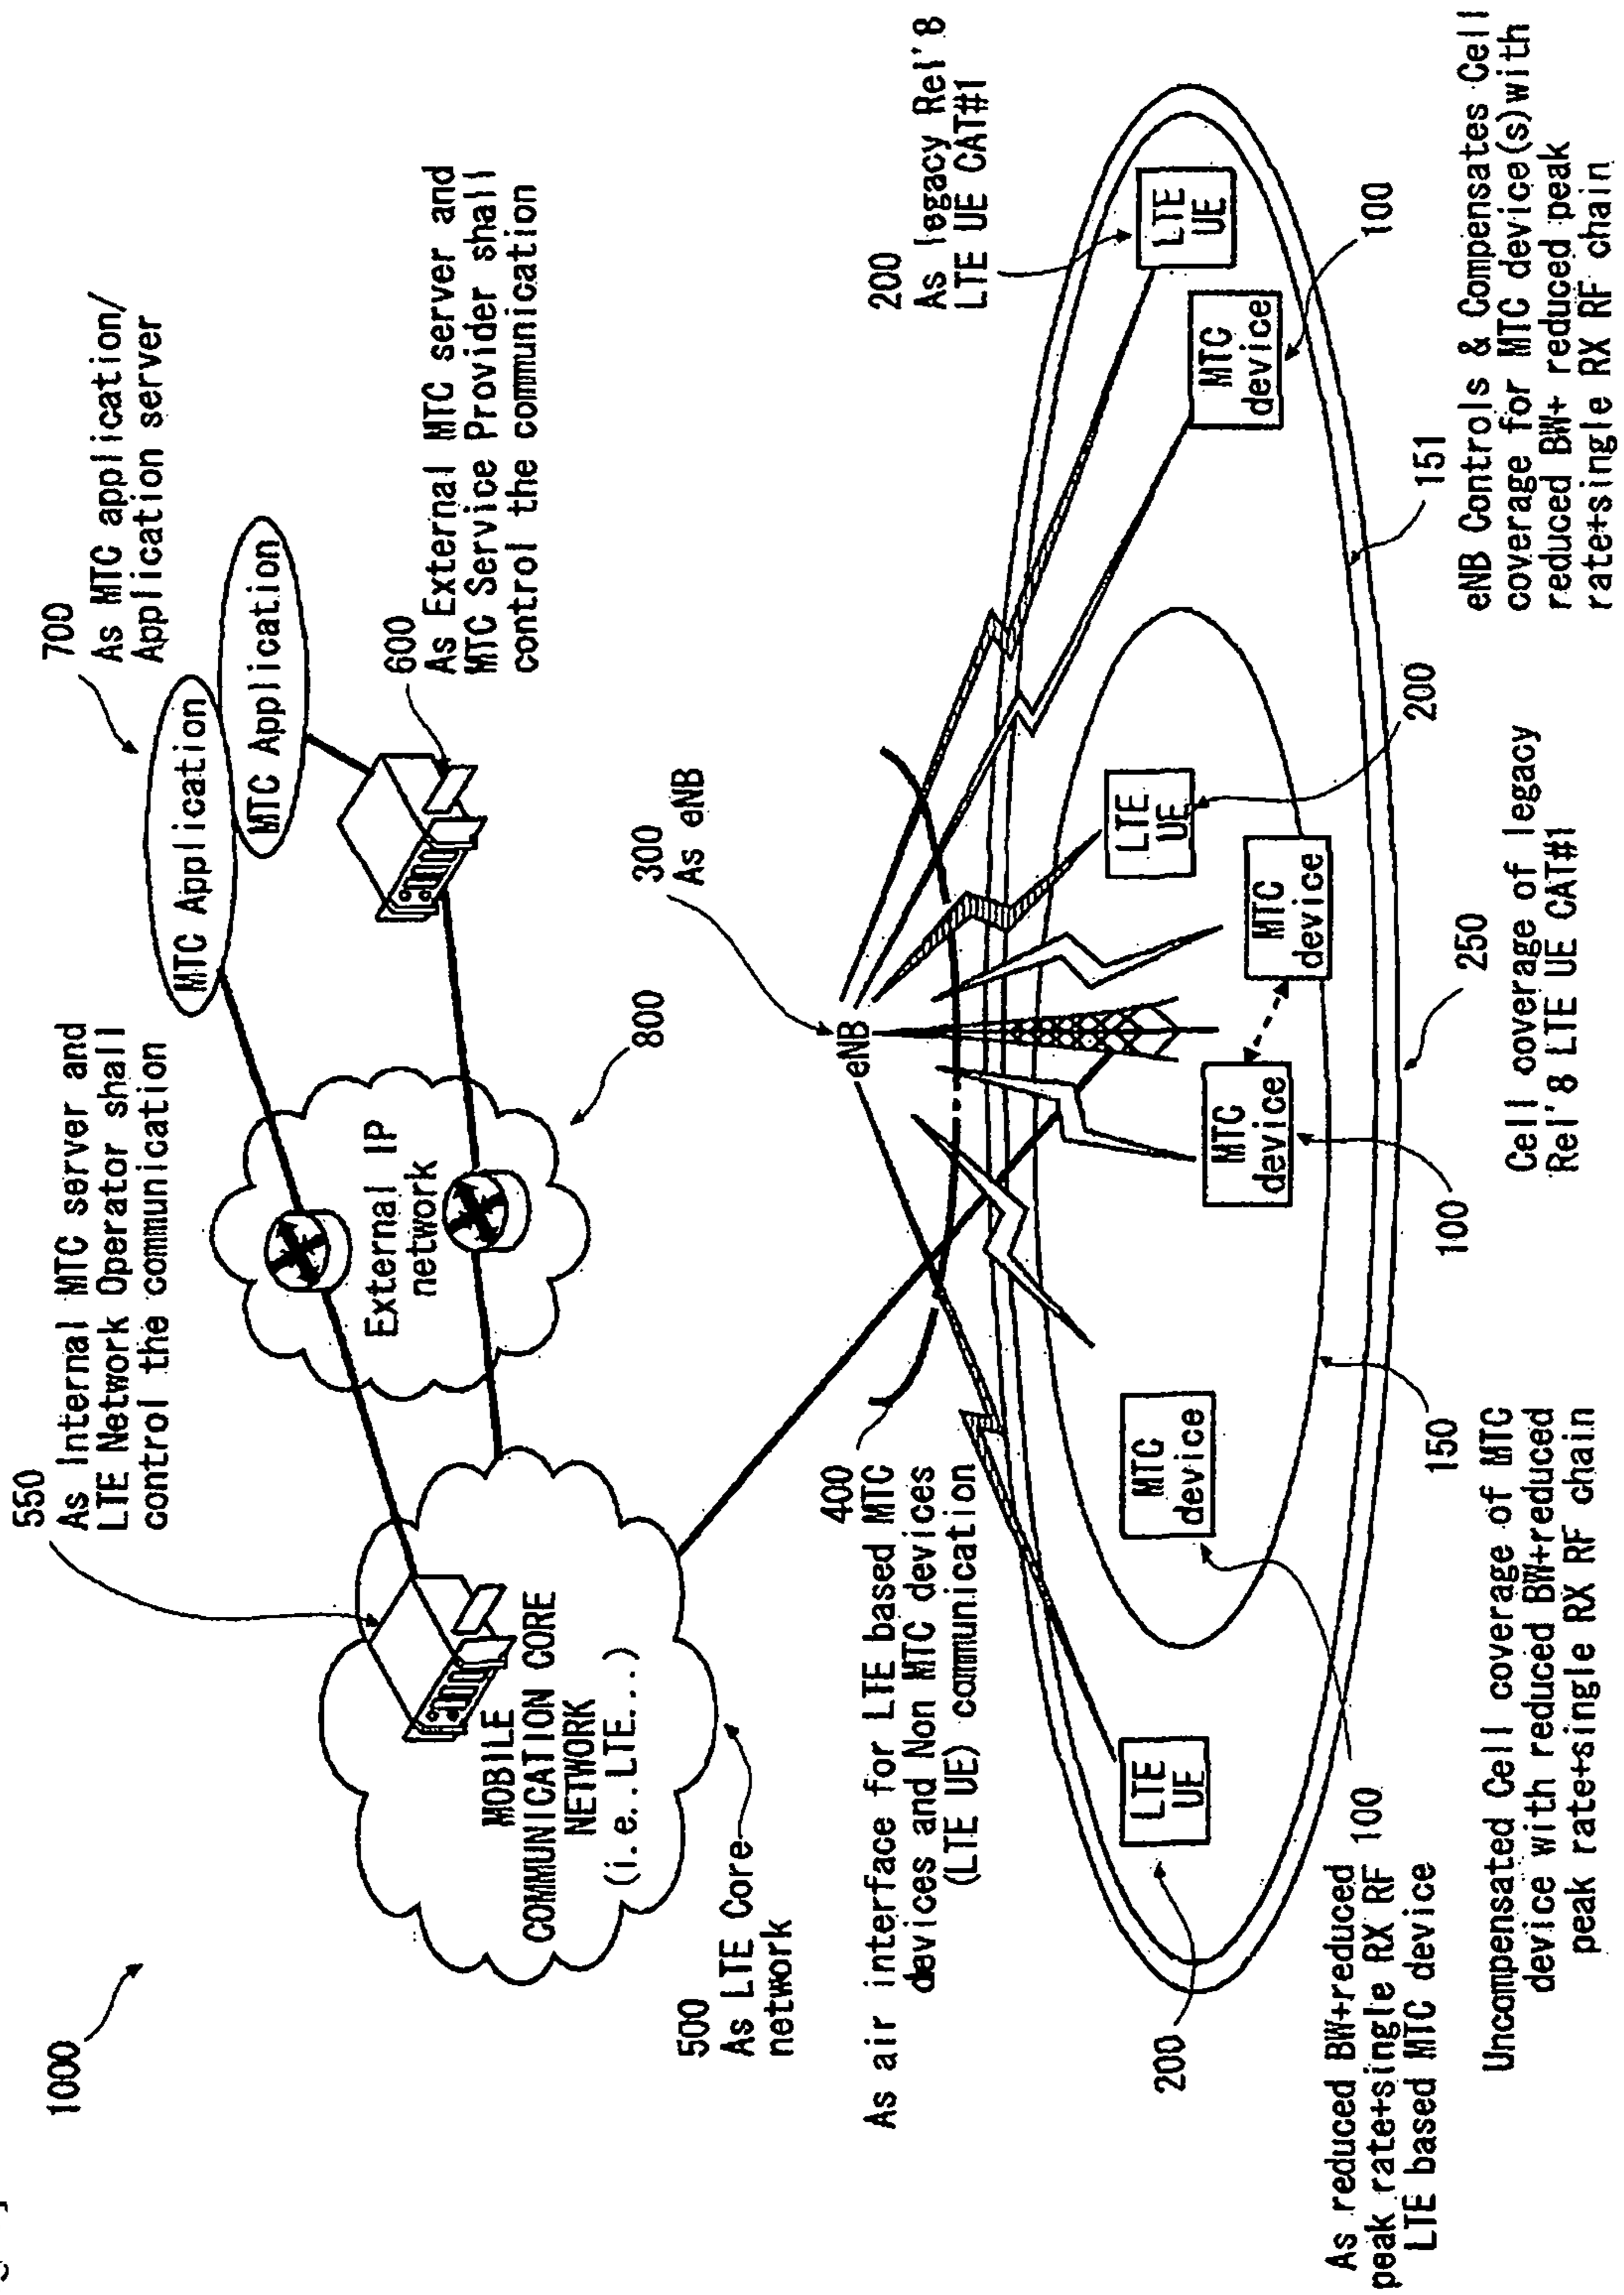 1000
550
As Internal MTC server and
LTE Network Operator shall
control the communication
700
As MTC application/
Application server
MTC Application
MTC Application
600
As External MTC server and
MTC Service Provider shall
control the communication
External IP
network
800
MOBILE
COMMUNICATION CORE
NETWORK
(i.e..LTE...)
500
As LTE Core
network
300
As eNB
eNB
400
As air interface for LTE based MTC
devices and Non MTC devices
(LTE UE) communication
200
As legacy Rel'8
LTE UE CAT#1
LTE
UE
MTC
device
100
LTE
UE
200
MTC
device
MTC
device
100
MTC
device
100
As reduced BW+reduced
peak rate+single RX RF
LTE based MTC device
LTE
UE
200
150
Uncompensated Cell coverage of MTC
device with reduced BW+reduced
peak rate+single RX RF chain
250
Cell coverage of legacy
Rel'8 LTE UE CAT#1
151
eNB Controls & Compensates Cell
coverage for MTC device(s)with
reduced BW+ reduced peak
rate+single RX RF chain